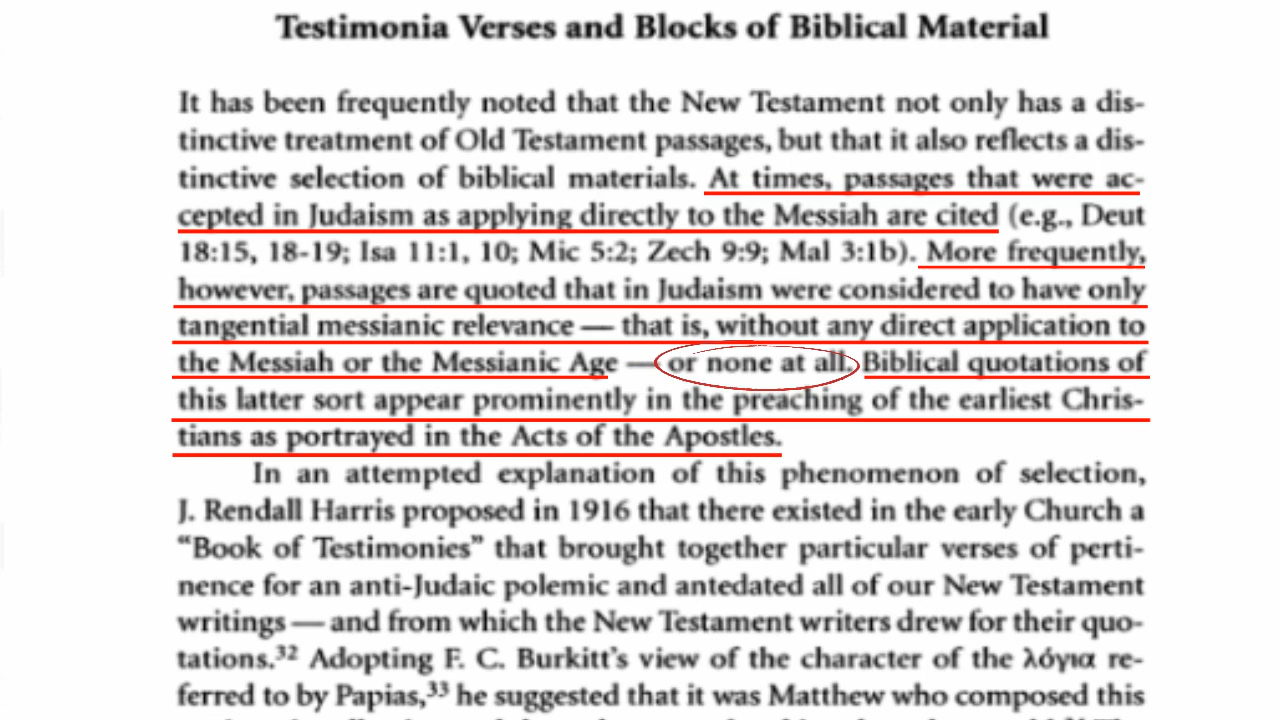 Testimonia Verses and Blocks of Biblical Material
It has been frequently noted that the New Testament not only has a dis-
tinctive treatment of Old Testament passages, but that it also reflects a dis-
tinctive selection of biblical materials. At times, passages that were ac-
cepted in Judaism as applying directly to the Messiah are cited (e.g., Deut
18:15, 18-19; Isa 11:1, 10; Mic 5:2; Zech 9:9; Mal 3:1b). More frequently,
however, passages are quoted that in Judaism were considered to have only
tangential messianic relevance — that is, without any direct application to
the Messiah or the Messianic Age — or none at all. Biblical quotations of
this latter sort appear prominently in the preaching of the earliest Chris-
tians as portrayed in the Acts of the Apostles.
In an attempted explanation of this phenomenon of selection,
J. Rendall Harris proposed in 1916 that there existed in the early Church a
“Book of Testimonies” that brought together particular verses of perti-
nence for an anti-Judaic polemic and antedated all of our New Testament
writings — and from which the New Testament writers drew for their quo-
tations.³² Adopting F. C. Burkitt’s view of the character of the λόγια re-
ferred to by Papias,³³ he suggested that it was Matthew who composed this